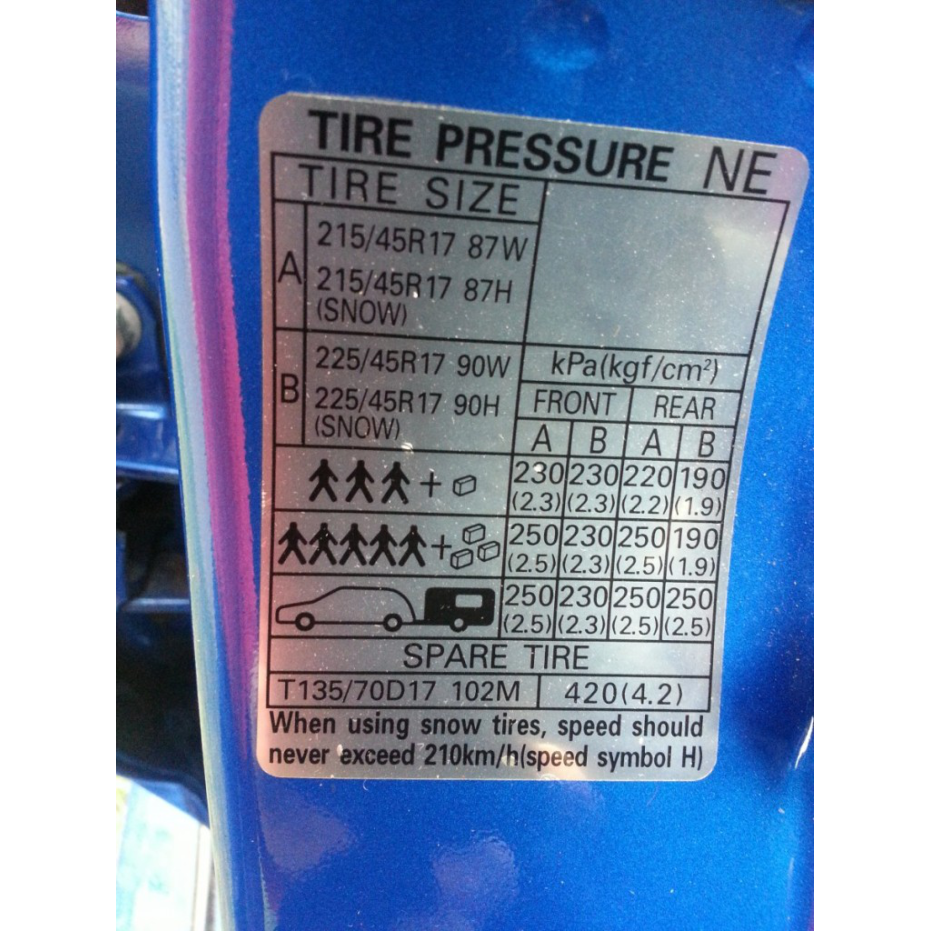 TIRE PRESSURE NE
TIRE SIZE
A
215/45R17 87W
215/45R17 87H
(SNOW)
B
225/45R17 90W
225/45R17 90H
(SNOW)
kPa(kgf/cm²)
FRONT REAR
A B A B
+ 230 230 220 190
(2.3) (2.3) (2.2) (1.9)
+ 250 230 250 190
(2.5) (2.3) (2.5) (1.9)
250 230 250 250
(2.5) (2.3) (2.5) (2.5)
SPARE TIRE
T135/70D17 102M 420(4.2)
When using snow tires, speed should
never exceed 210km/h(speed symbol H)